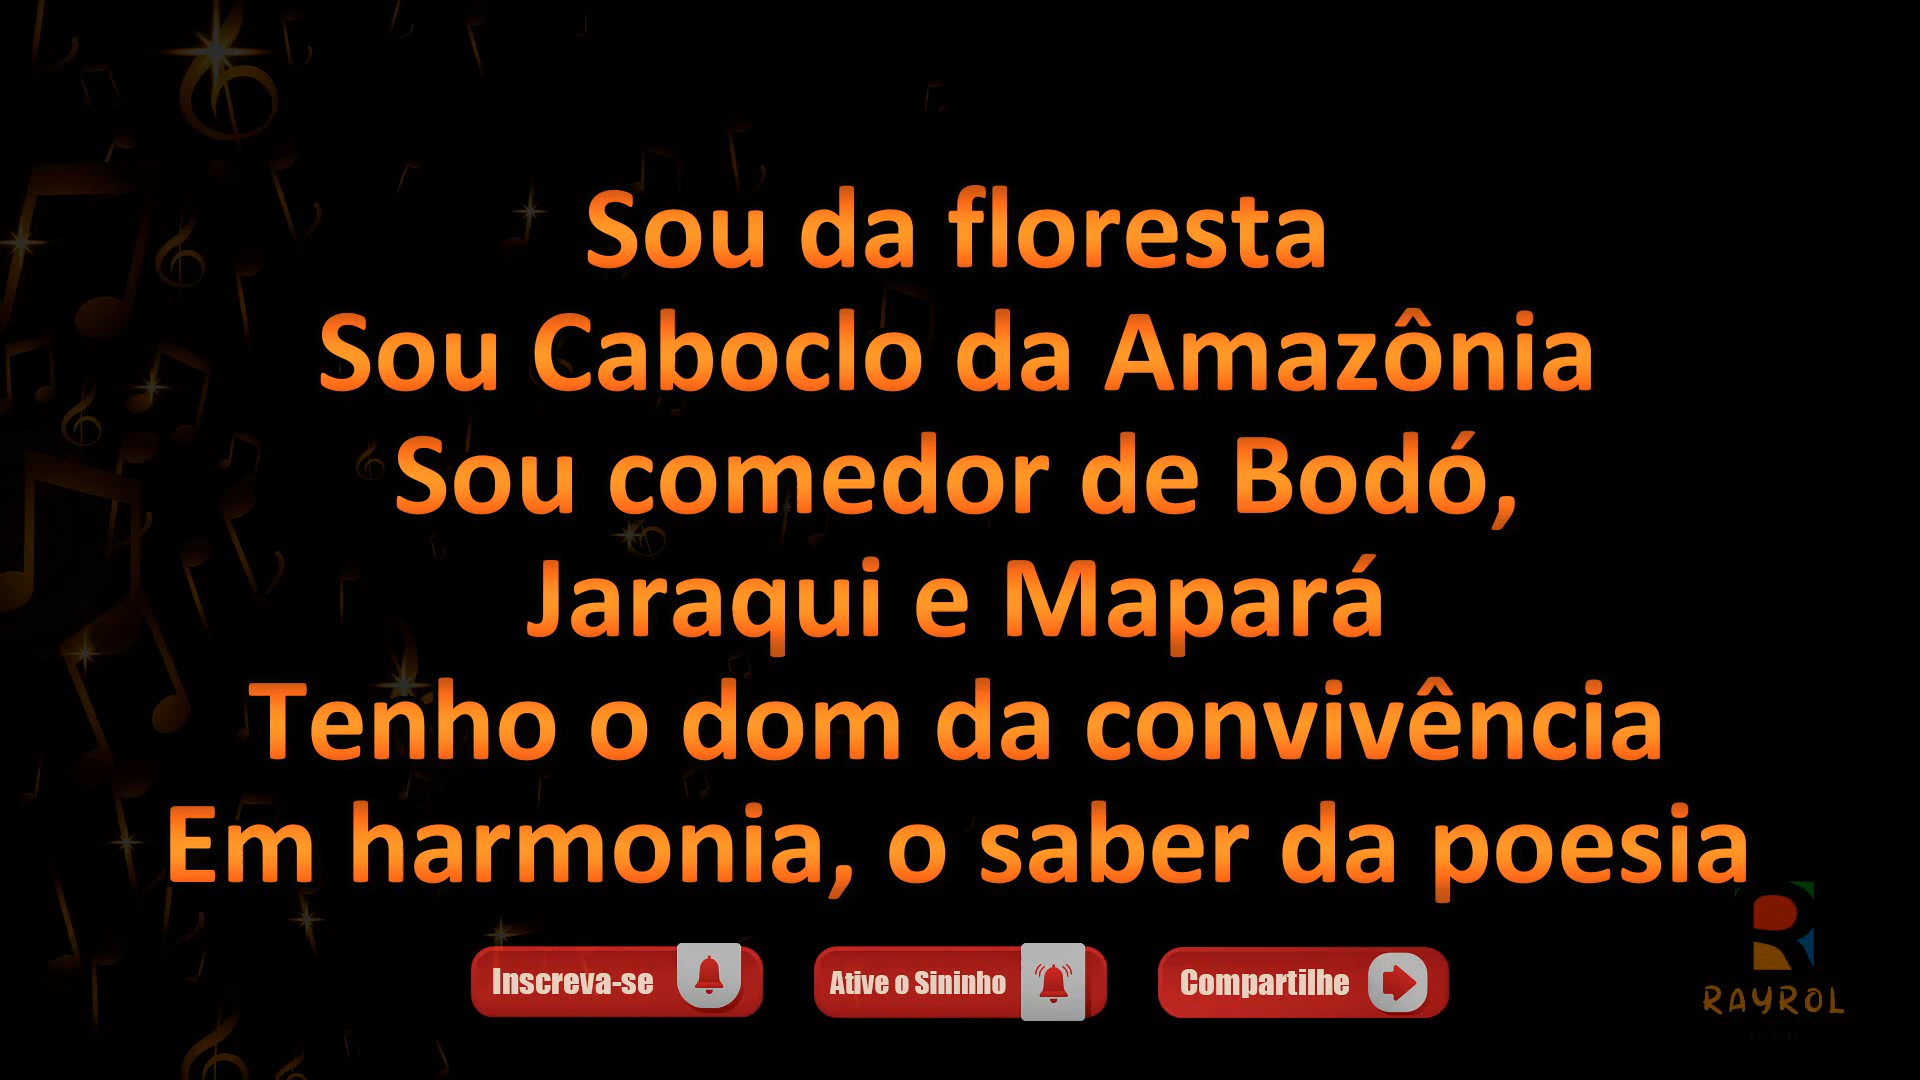 Sou da floresta
Sou Caboclo da Amazônia
Sou comedor de Bodó,
Jaraqui e Mapará
Tenho o dom da convivência
Em harmonia, o saber da poesia
Inscreva-se
Ative o Sininho
Compartilhe
RAYROL